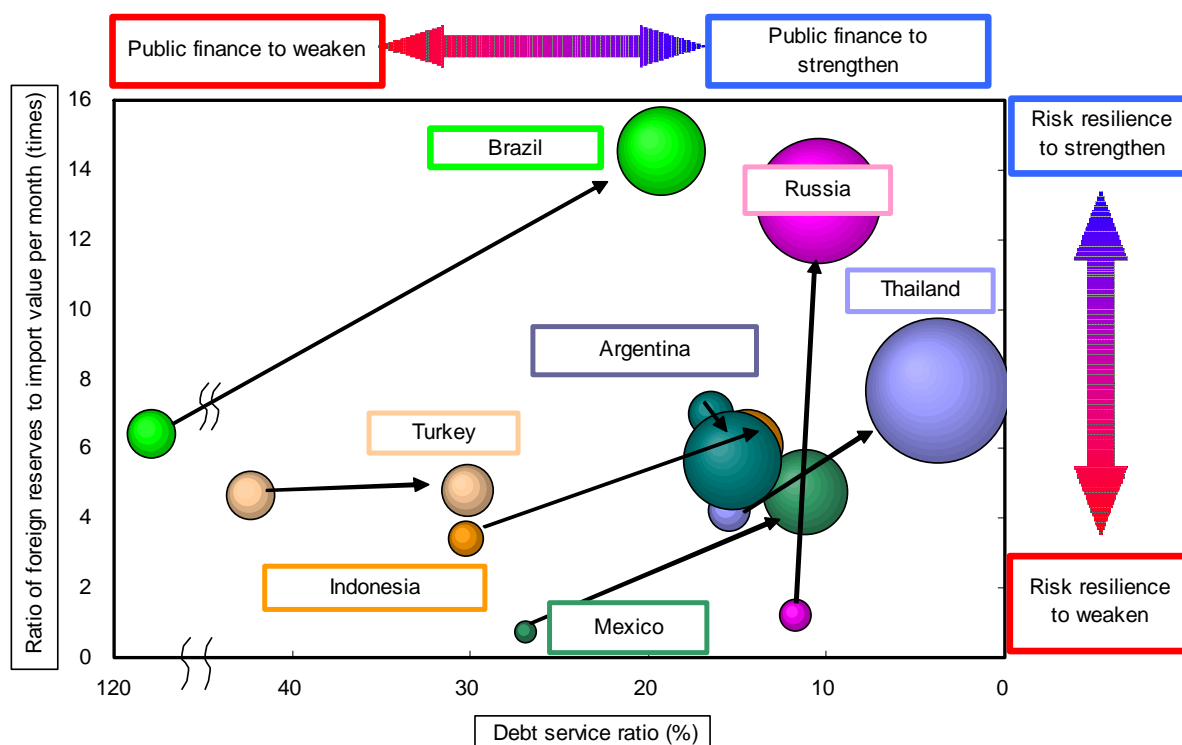 Public finance to weaken
Public finance to
strengthen
Ratio of foreign reserves to import value per month (times)
16
14
12
10
8
6
4
2
0
Brazil
Russia
Thailand
Argentina
Turkey
Indonesia
Mexico
Risk resilience
to strengthen
Risk resilience
to weaken
120
40
30
20
10
0
Debt service ratio (%)